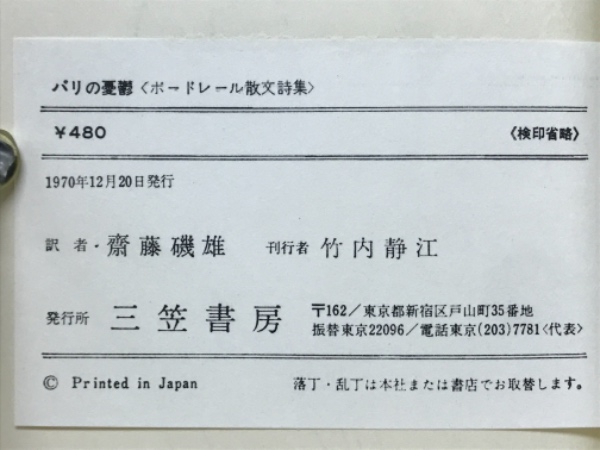 パリの憂鬱〈ボードレール散文詩集〉
¥480 〈検印省略〉
1970年12月20日発行
訳者・齋藤磯雄 刊行者 竹内静江
発行所 三笠書房 〒162/東京都新宿区戸山町35番地
振替東京22096/電話東京(203)7781〈代表〉
© Printed in Japan 落丁・乱丁は本社または書店でお取替します。